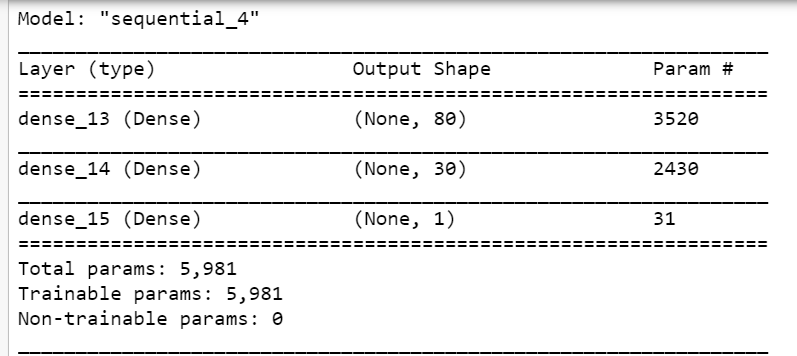 Model: "sequential_4"
Layer (type) Output Shape Param #
dense_13 (Dense) (None, 80) 3520
dense_14 (Dense) (None, 30) 2430
dense_15 (Dense) (None, 1) 31
Total params: 5,981
Trainable params: 5,981
Non-trainable params: 0